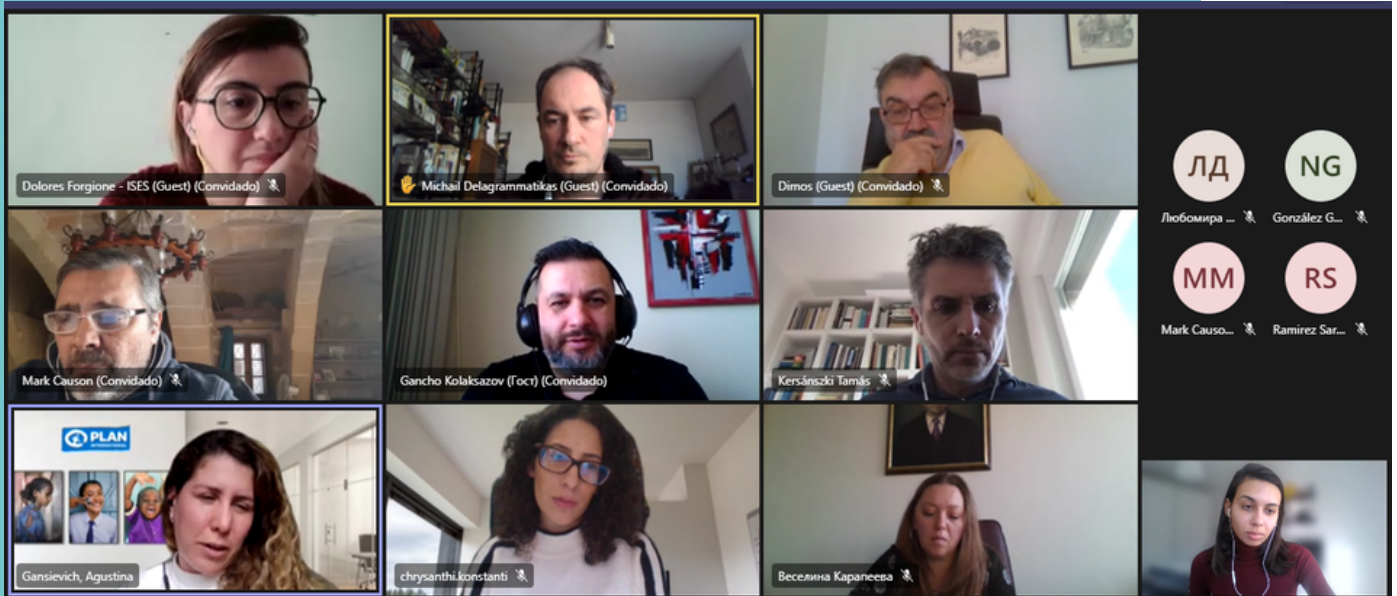 Dolores Forgione - ISES (Guest) (Convidado)
Michail Delagrammatikas (Guest) (Convidado)
Dimos (Guest) (Convidado)
ЛД
NG
Любомира ...
González G...
MM
RS
Mark Causo...
Ramirez Sar...
Mark Causon (Convidado)
Gancho Kolaksazov (Гост) (Convidado)
Kersánszki Tamás
PLAN
INTERNATIONAL
Gansievich, Agustina
chrysanthi.konstanti
Веселина Карапеева